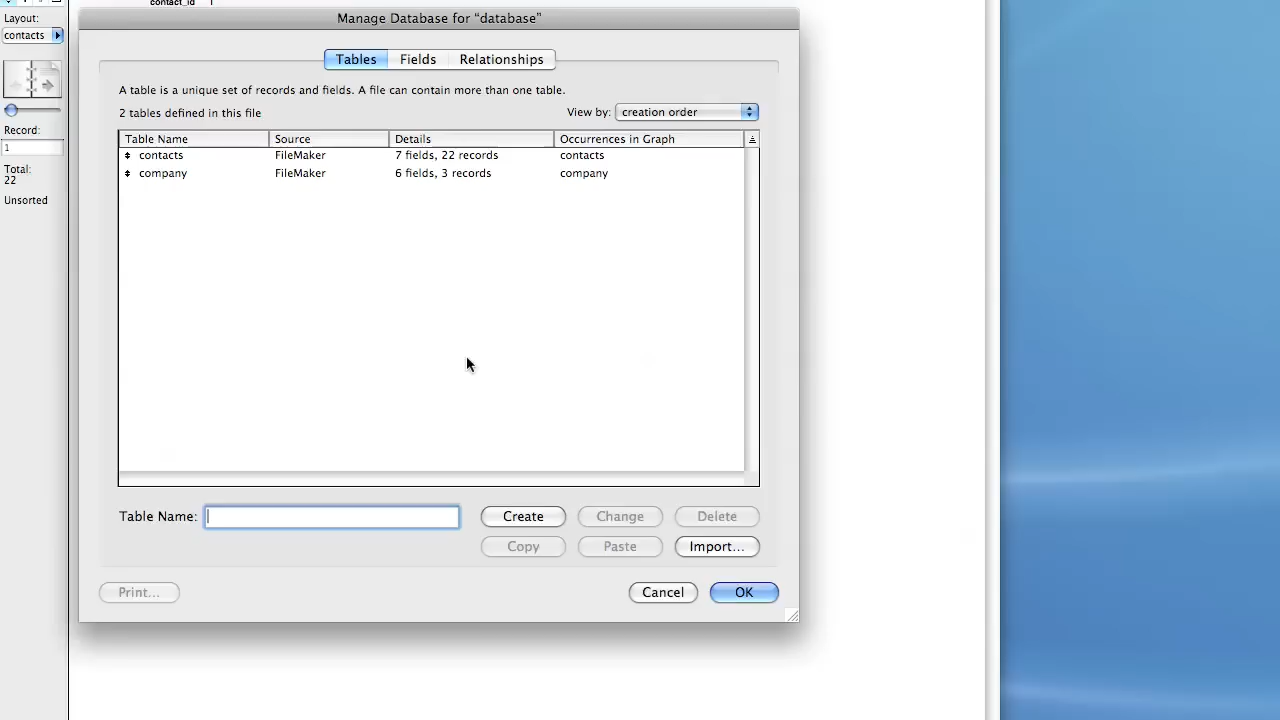 contact_id 1
Layout:
contacts
Record:
1
Total:
22
Unsorted
Manage Database for “database”
Tables Fields Relationships
A table is a unique set of records and fields. A file can contain more than one table.
2 tables defined in this file
View by: creation order
Table Name Source Details Occurrences in Graph
contacts FileMaker 7 fields, 22 records contacts
company FileMaker 6 fields, 3 records company
Table Name:
Create Change Delete
Copy Paste Import...
Print... Cancel OK